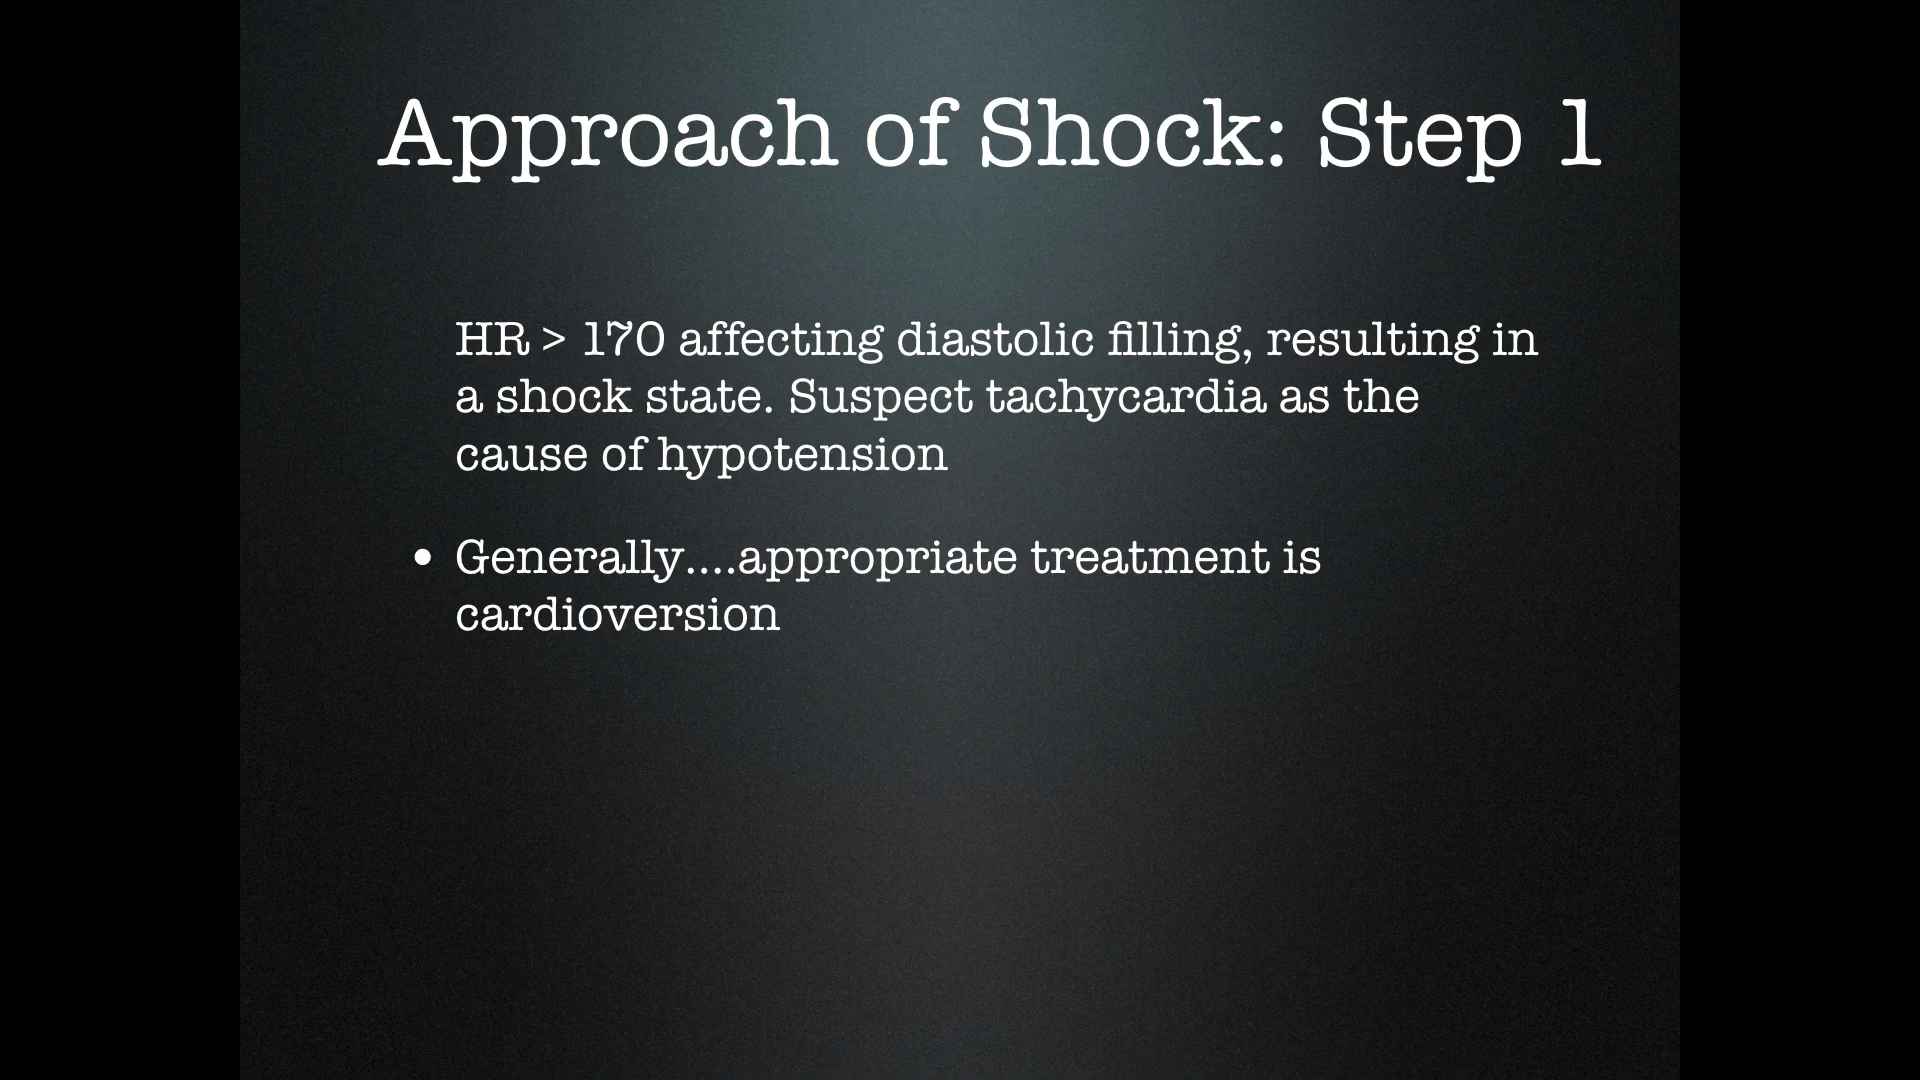 Approach of Shock: Step 1
HR > 170 affecting diastolic filling, resulting in
a shock state. Suspect tachycardia as the
cause of hypotension
• Generally....appropriate treatment is
cardioversion